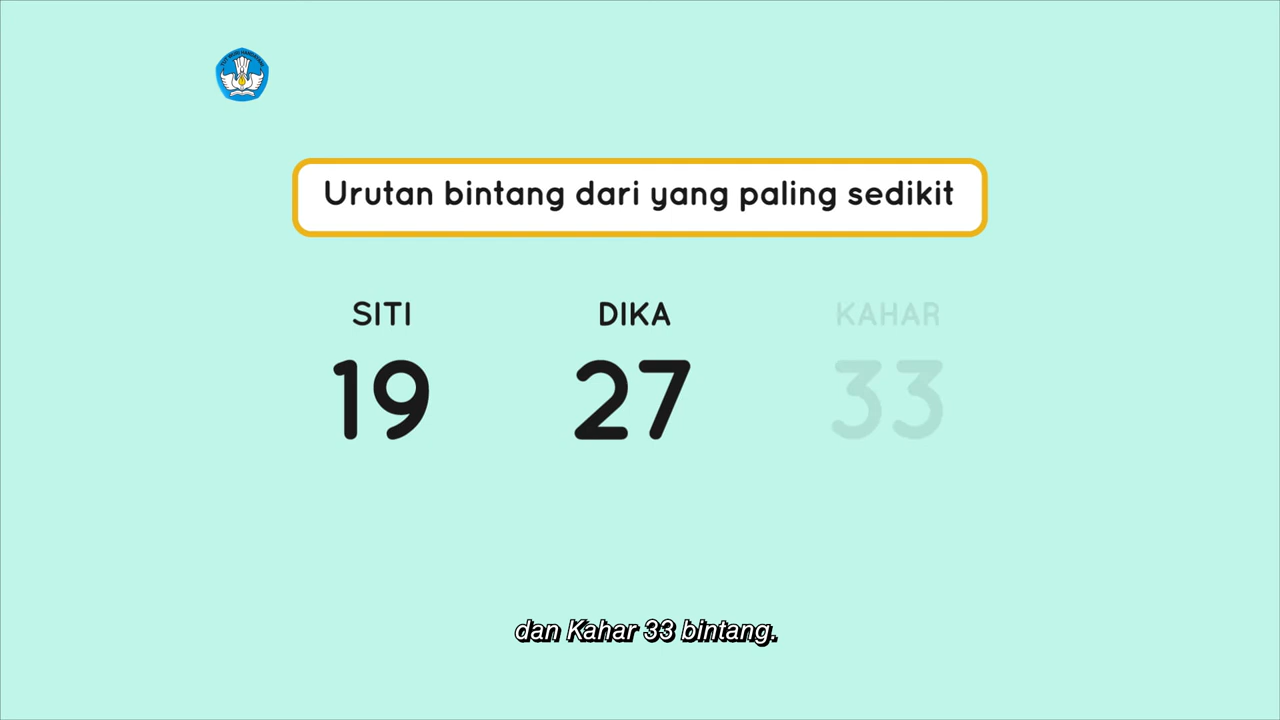 Urutan bintang dari yang paling sedikit
SITI DIKA KAHAR
19 27 33
dan Kahar 33 bintang.